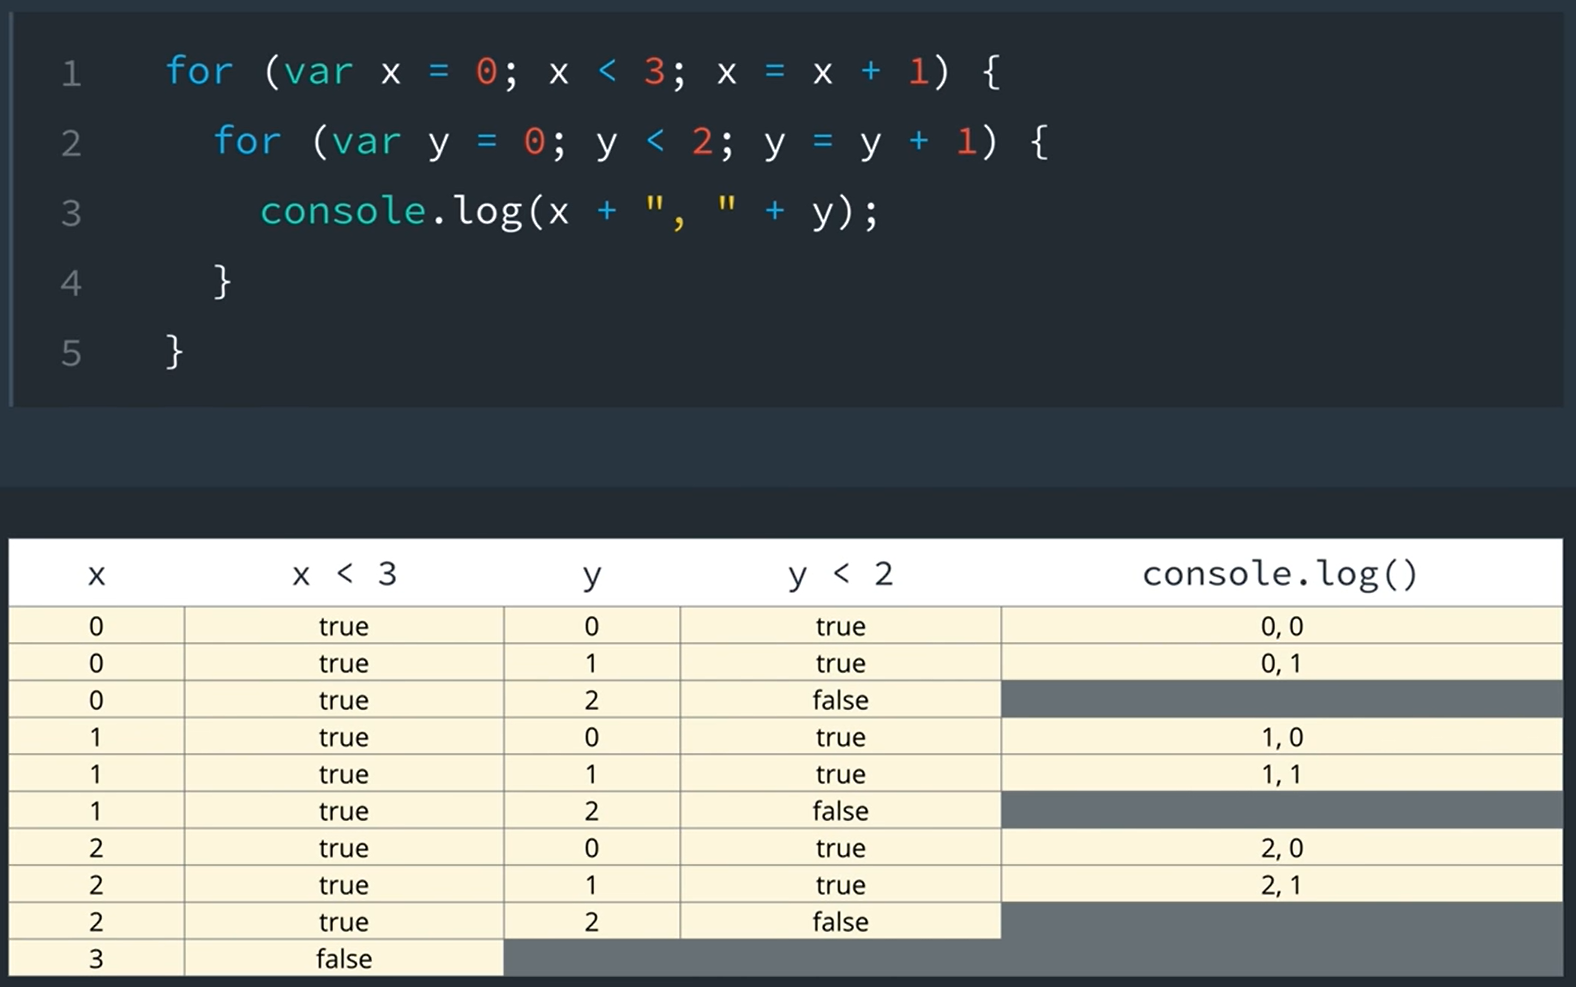 1 for (var x = 0; x < 3; x = x + 1) {
2 for (var y = 0; y < 2; y = y + 1) {
3 console.log(x + ", " + y);
4 }
5 }
x x < 3 y y < 2 console.log()
0 true 0 true 0, 0
0 true 1 true 0, 1
0 true 2 false
1 true 0 true 1, 0
1 true 1 true 1, 1
1 true 2 false
2 true 0 true 2, 0
2 true 1 true 2, 1
2 true 2 false
3 false